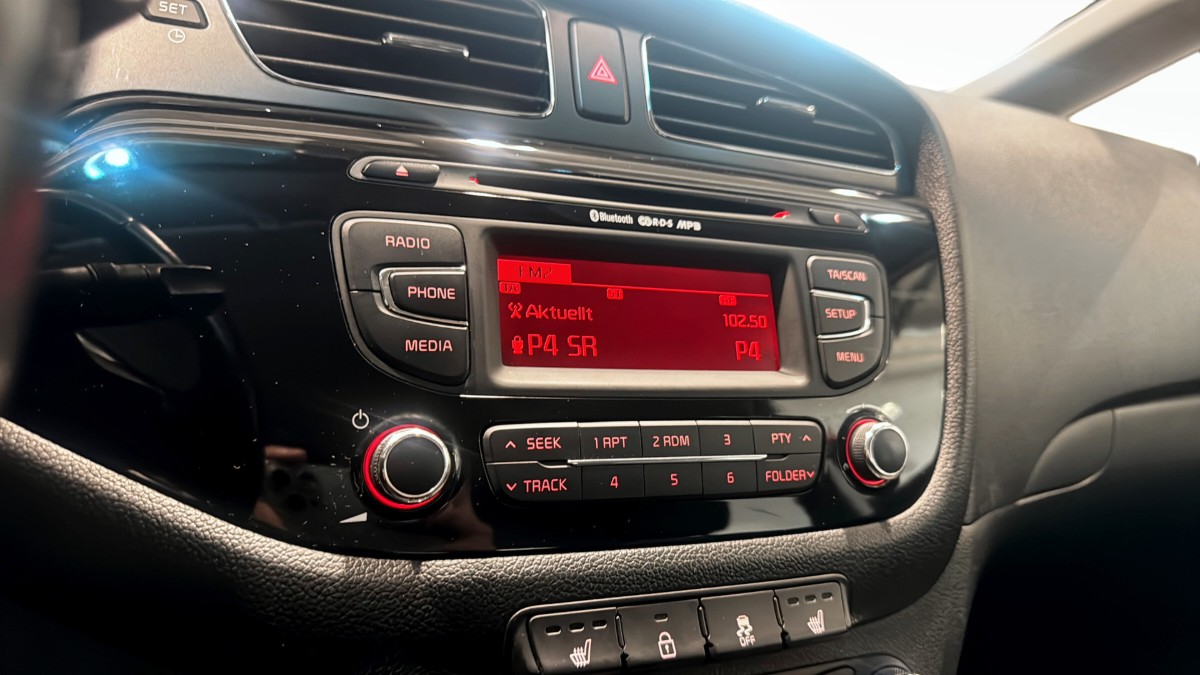 SET
Bluetooth R·D·S MP3
RADIO
PHONE
MEDIA
FM2
Aktuellt 102.50
P4 SR P4
TA/SCAN
SETUP
MENU
SEEK 1 RPT 2 RDM 3 PTY
TRACK 4 5 6 FOLDER
OFF